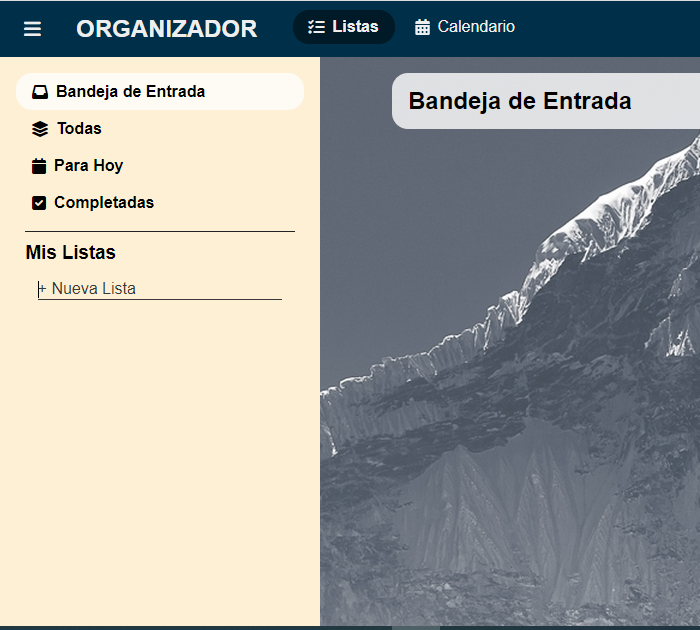 ORGANIZADOR
Listas
Calendario
Bandeja de Entrada
Todas
Para Hoy
Completadas
Mis Listas
+ Nueva Lista
Bandeja de Entrada